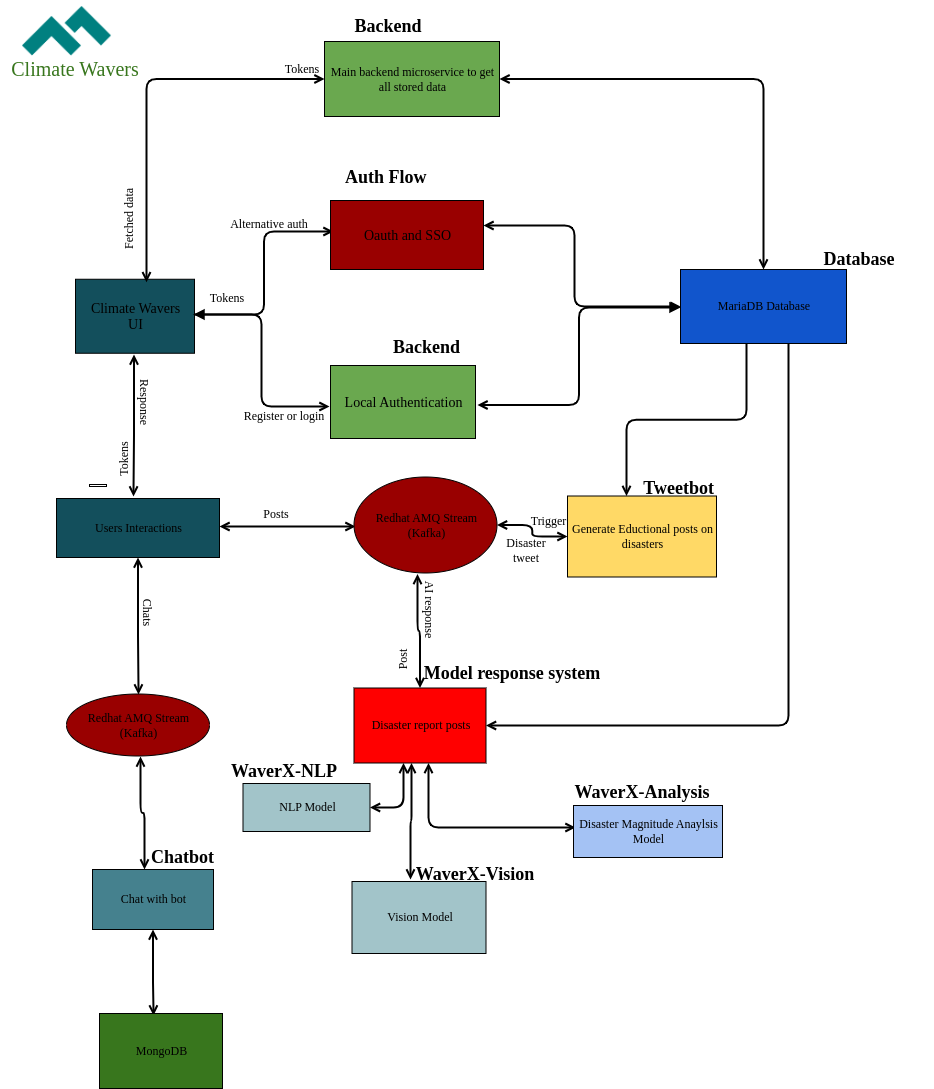 Climate Wavers
Backend
Main backend microservice to get
all stored data
Tokens
Fetched data
Auth Flow
Oauth and SSO
Alternative auth
Tokens
Climate Wavers
UI
Database
MariaDB Database
Backend
Local Authentication
Register or login
Response
Tokens
Users Interactions
Posts
Redhat AMQ Stream
(Kafka)
Trigger
Disaster
tweet
Tweetbot
Generate Eductional posts on
disasters
Chats
AI response
Post
Model response system
Disaster report posts
Redhat AMQ Stream
(Kafka)
WaverX-NLP
NLP Model
WaverX-Analysis
Disaster Magnitude Anaylsis
Model
WaverX-Vision
Vision Model
Chatbot
Chat with bot
MongoDB